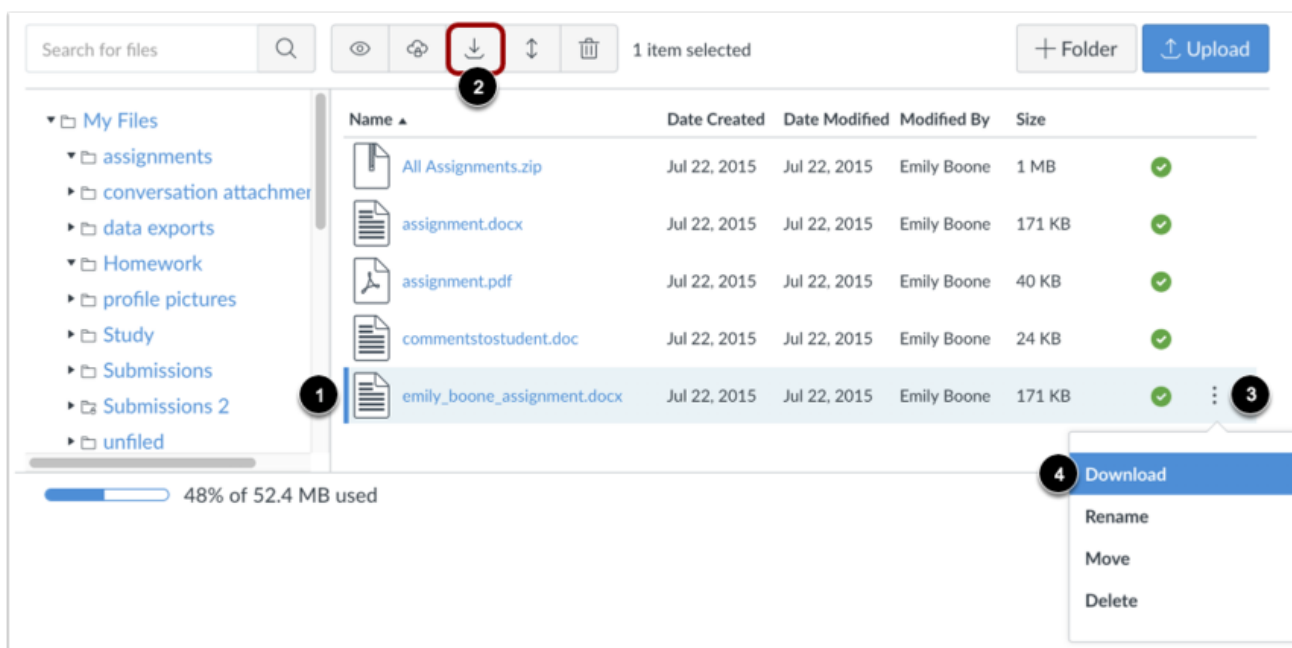 Search for files 1 item selected + Folder Upload
2
My Files
assignments
conversation attachmen
data exports
Homework
profile pictures
Study
Submissions
Submissions 2
unfiled
Name Date Created Date Modified Modified By Size
All Assignments.zip Jul 22, 2015 Jul 22, 2015 Emily Boone 1 MB
assignment.docx Jul 22, 2015 Jul 22, 2015 Emily Boone 171 KB
assignment.pdf Jul 22, 2015 Jul 22, 2015 Emily Boone 40 KB
commentstostudent.doc Jul 22, 2015 Jul 22, 2015 Emily Boone 24 KB
1 emily_boone_assignment.docx Jul 22, 2015 Jul 22, 2015 Emily Boone 171 KB 3
4 Download
Rename
Move
Delete
48% of 52.4 MB used